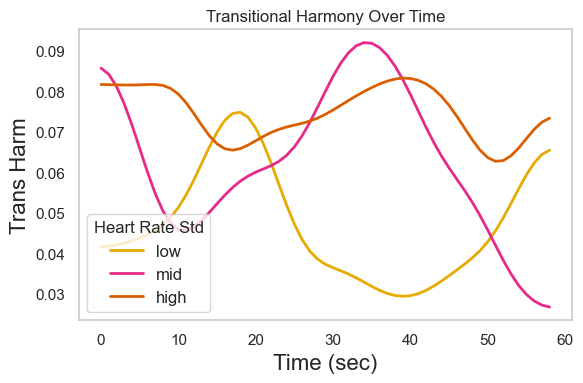 Transitional Harmony Over Time
Trans Harm
0.09
0.08
0.07
0.06
0.05
0.04
0.03
Heart Rate Std
low
mid
high
0 10 20 30 40 50 60
Time (sec)